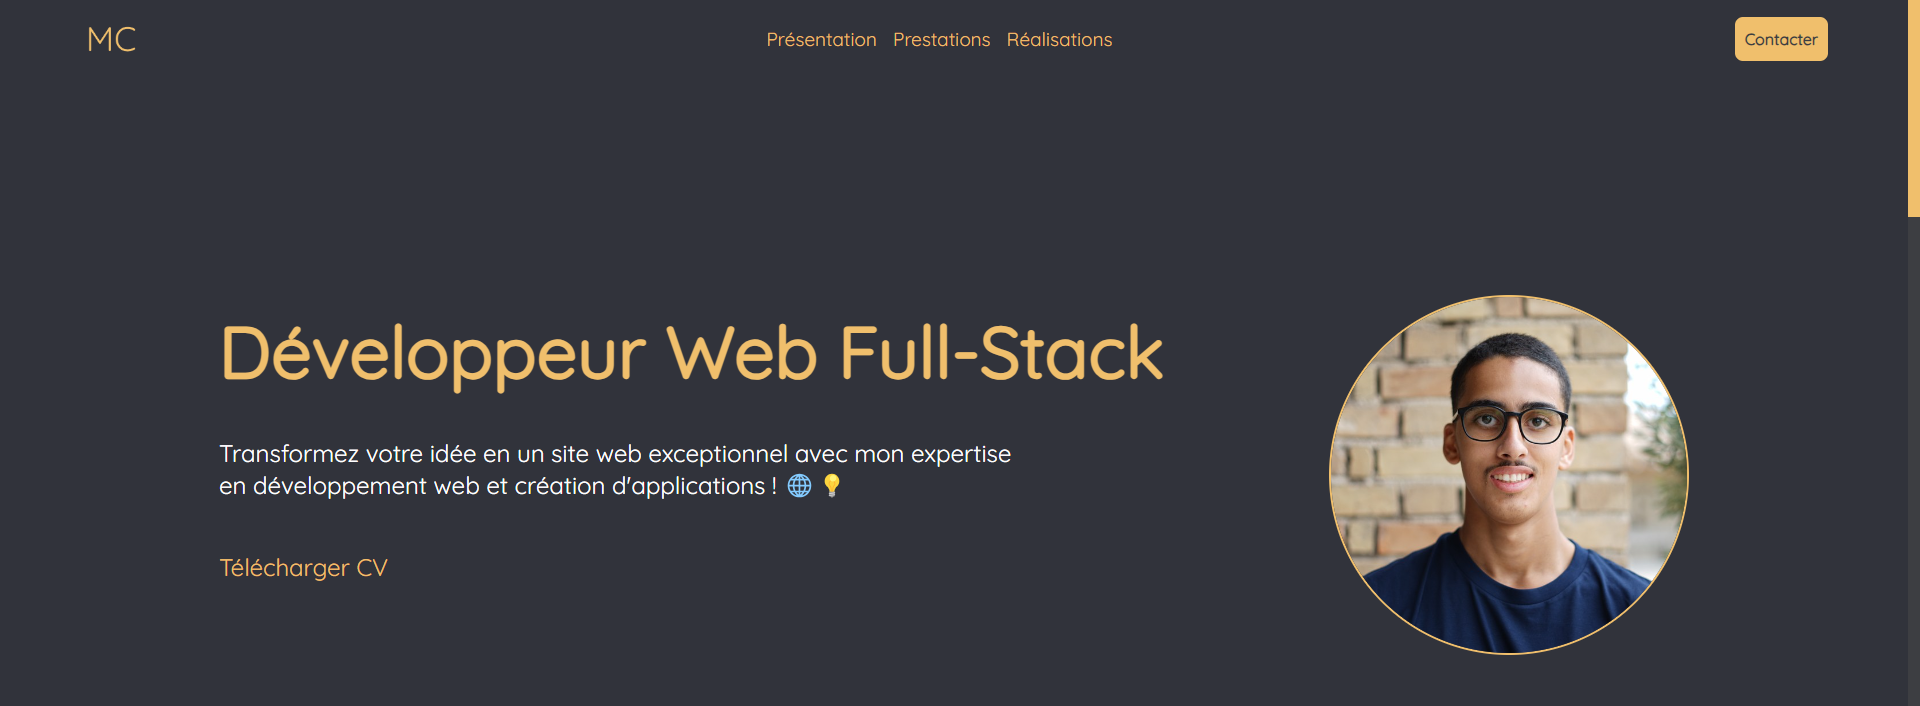 MC
Présentation Prestations Réalisations
Contacter
Développeur Web Full-Stack
Transformez votre idée en un site web exceptionnel avec mon expertise
en développement web et création d'applications ! 🌐 💡
Télécharger CV